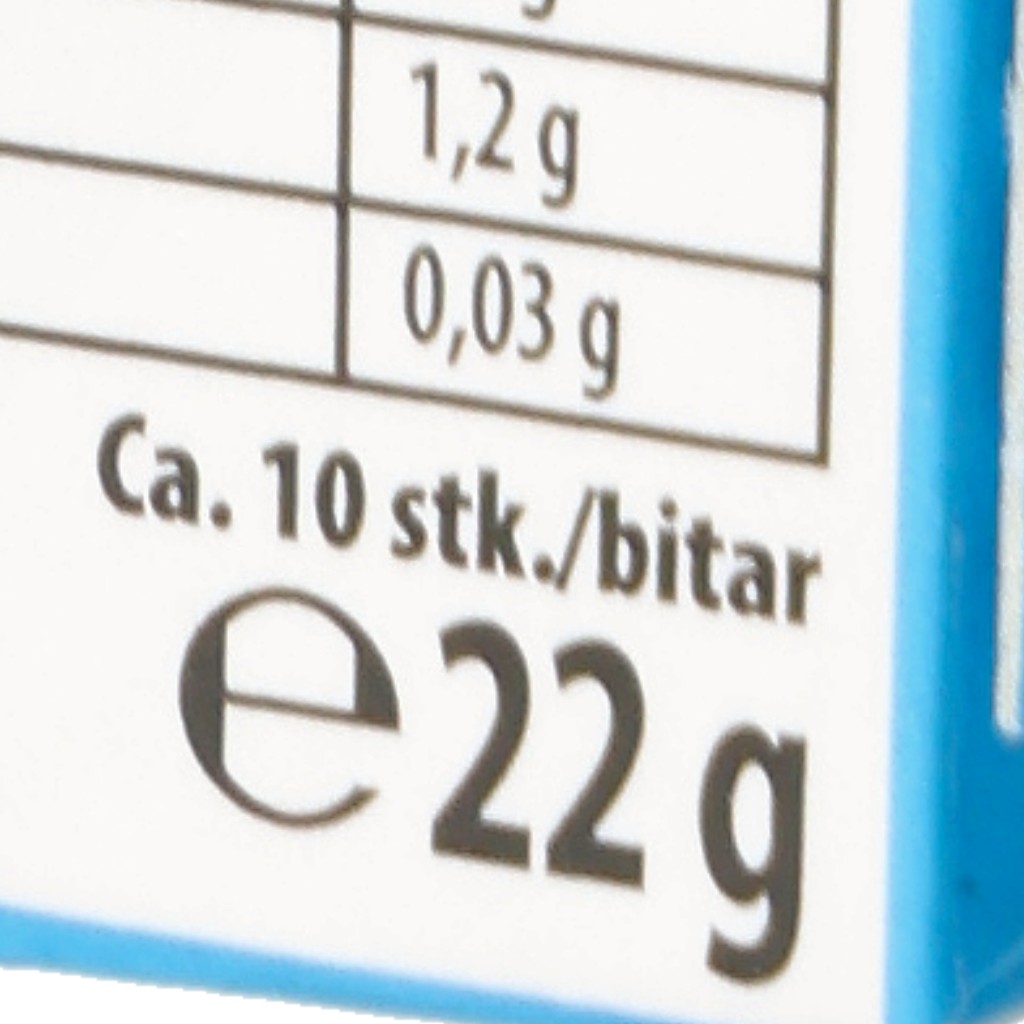 g
1,2 g
0,03 g
Ca. 10 stk./bitar
℮ 22 g